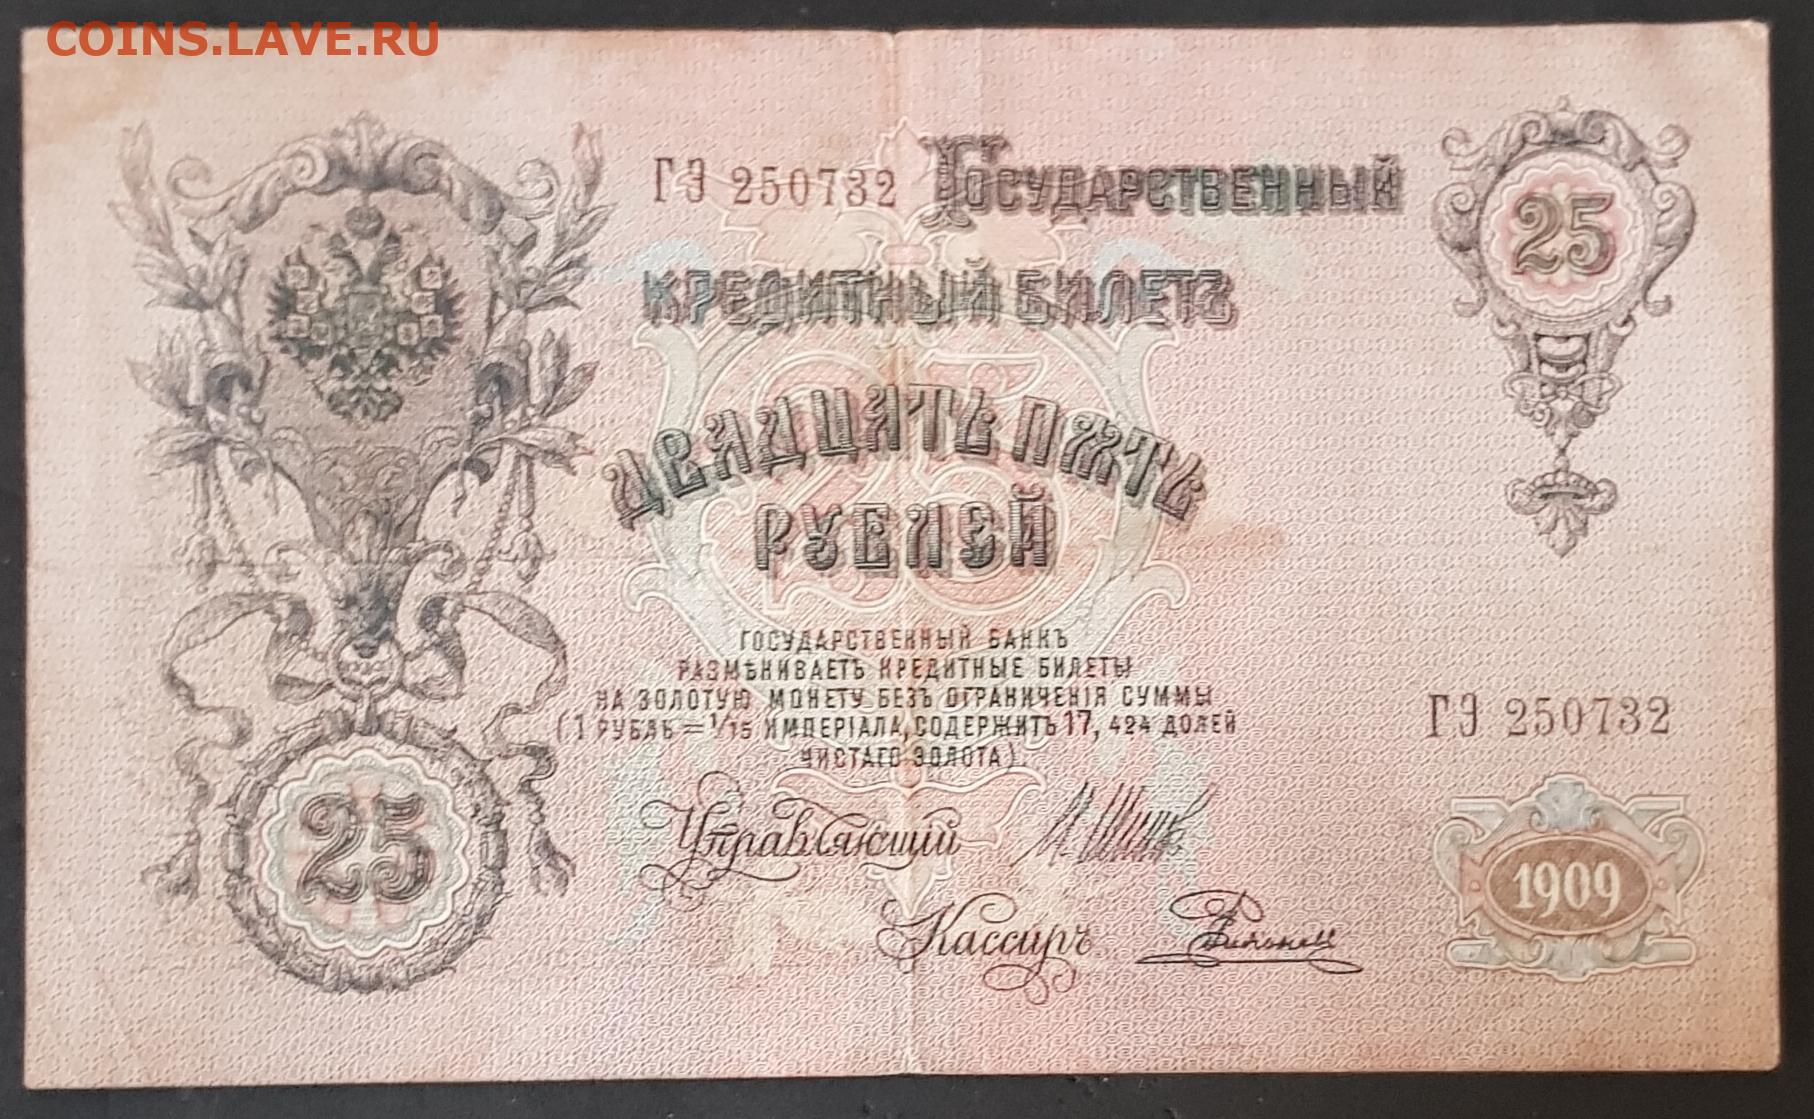 COINS.LAVE.RU
ГЭ 250732 ГОСУДАРСТВЕННЫЙ
25
КРЕДИТНЫЙ БИЛЕТЪ
25
ДВАДЦАТЬ ПЯТЬ
РУБЛЕЙ
ГОСУДАРСТВЕННЫЙ БАНКЪ
РАЗМѢНИВАЕТЪ КРЕДИТНЫЕ БИЛЕТЫ
НА ЗОЛОТУЮ МОНЕТУ БЕЗЪ ОГРАНИЧЕНІЯ СУММЫ
(1 РУБЛЬ = 1/15 ИМПЕРІАЛА, СОДЕРЖИТЪ 17, 424 ДОЛЕЙ
ЧИСТАГО ЗОЛОТА).
ГЭ 250732
25
Управляющій
Кассиръ
1909